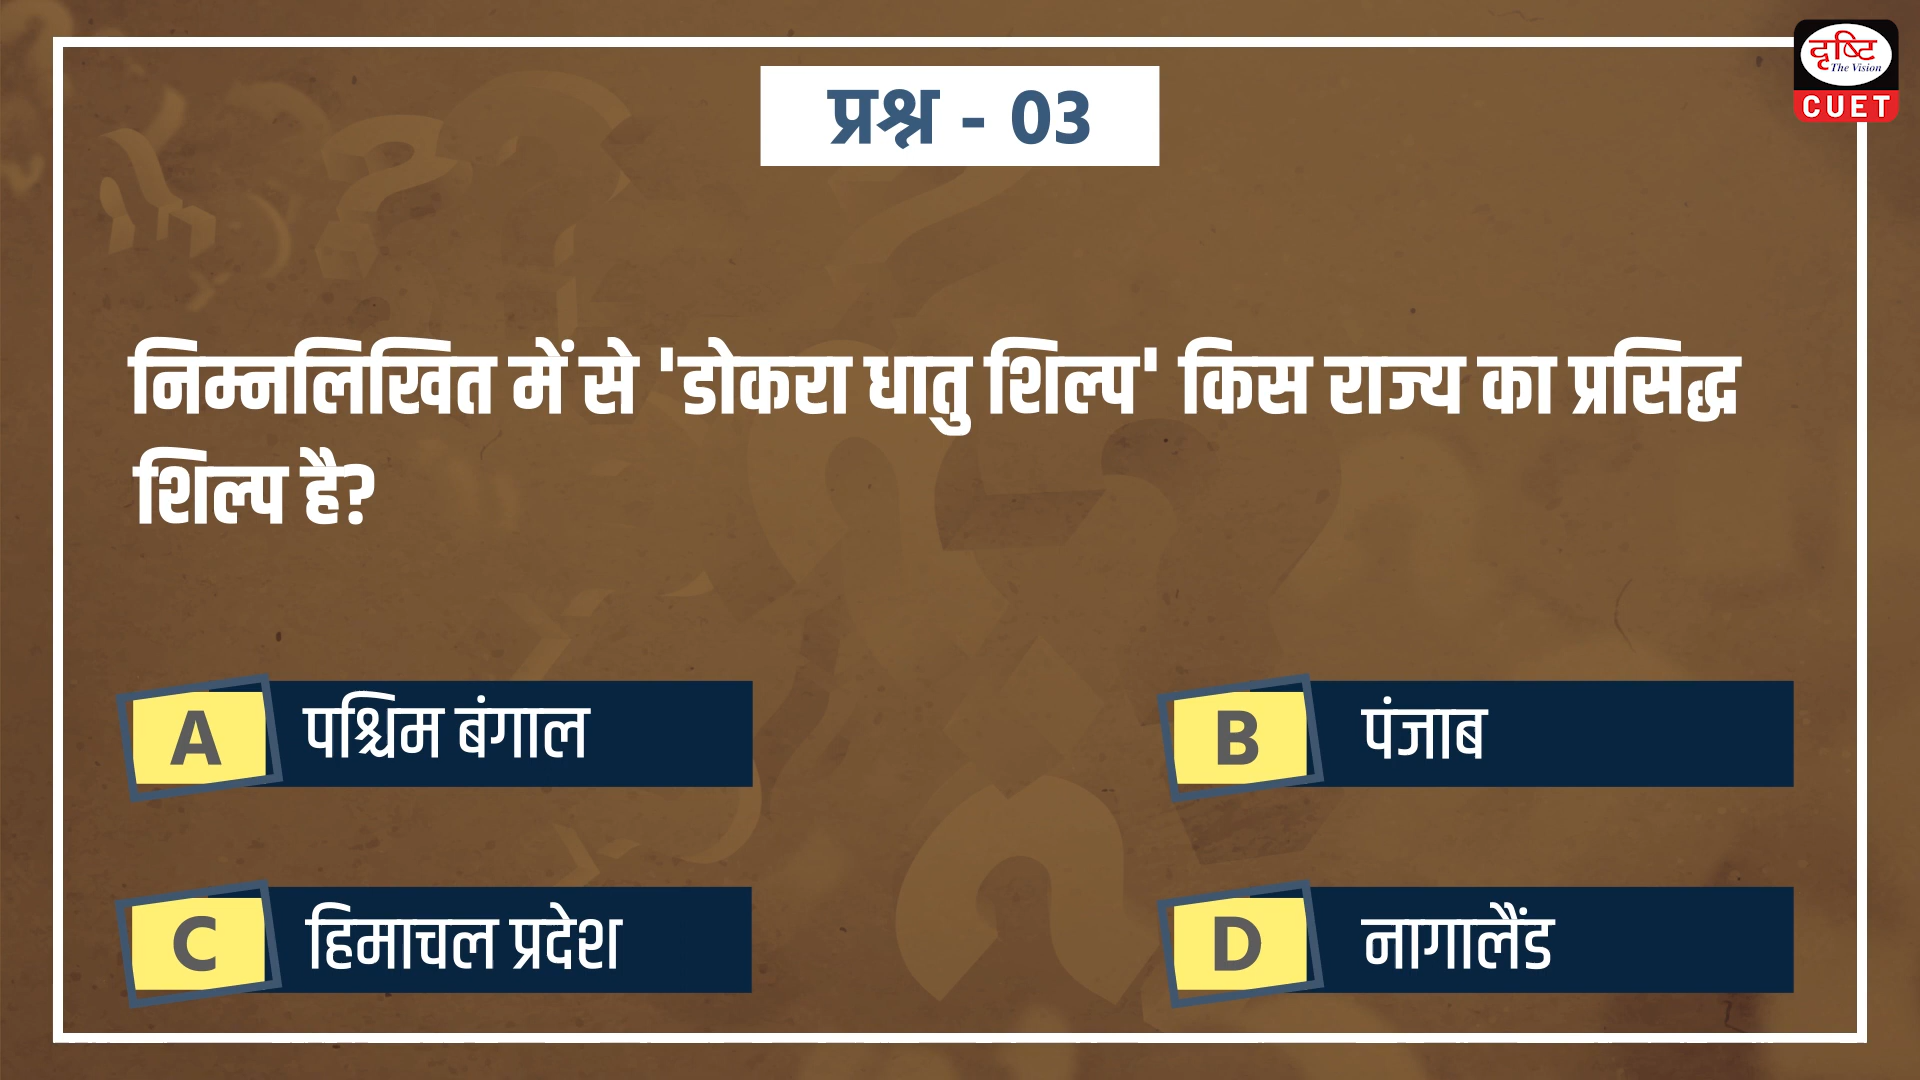 दृष्टि
The Vision
CUET
प्रश्न - 03
निम्नलिखित में से 'डोकरा धातु शिल्प' किस राज्य का प्रसिद्ध
शिल्प है?
A पश्चिम बंगाल
B पंजाब
C हिमाचल प्रदेश
D नागालैंड